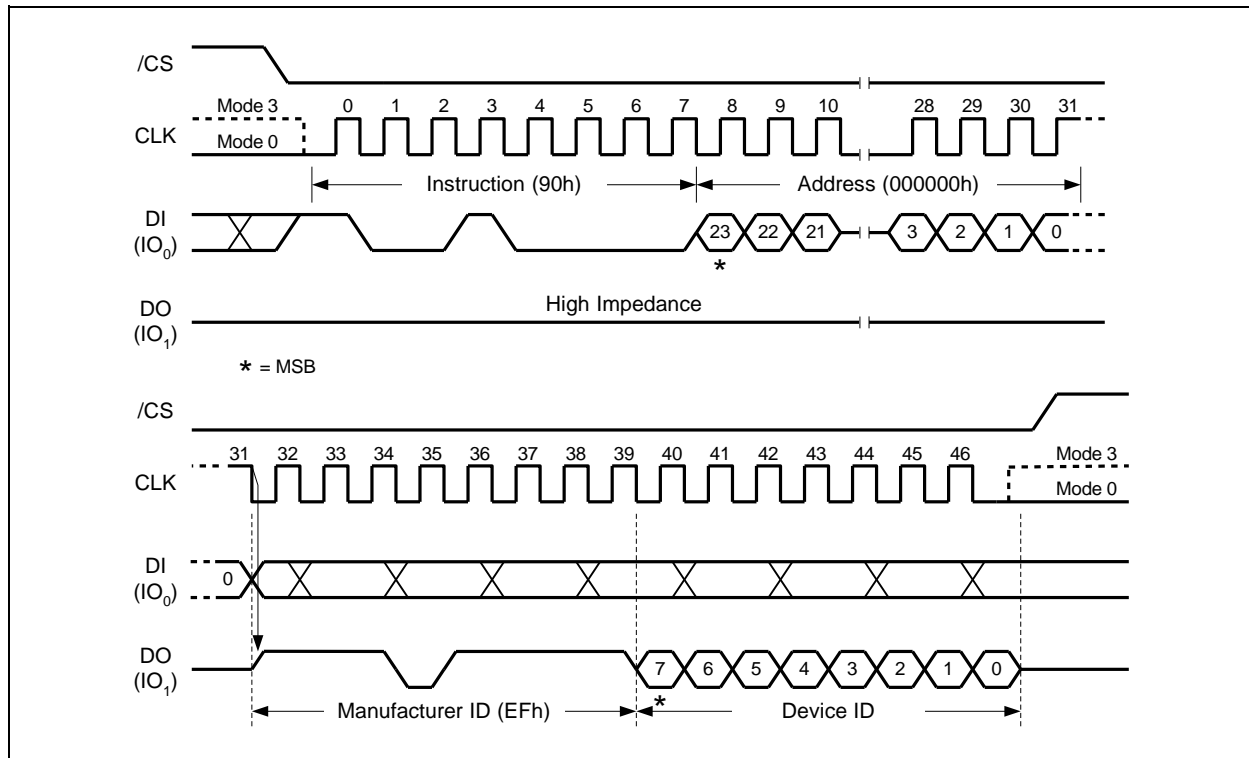 /CS
Mode 3
0 1 2 3 4 5 6 7 8 9 10 28 29 30 31
CLK
Mode 0
Instruction (90h)
Address (000000h)
DI
(IO0)
23 22 21 3 2 1 0
*
High Impedance
DO
(IO1)
* = MSB
/CS
31 32 33 34 35 36 37 38 39 40 41 42 43 44 45 46
Mode 3
CLK
Mode 0
DI
(IO0)
0
DO
(IO1)
7 6 5 4 3 2 1 0
*
Manufacturer ID (EFh)
Device ID